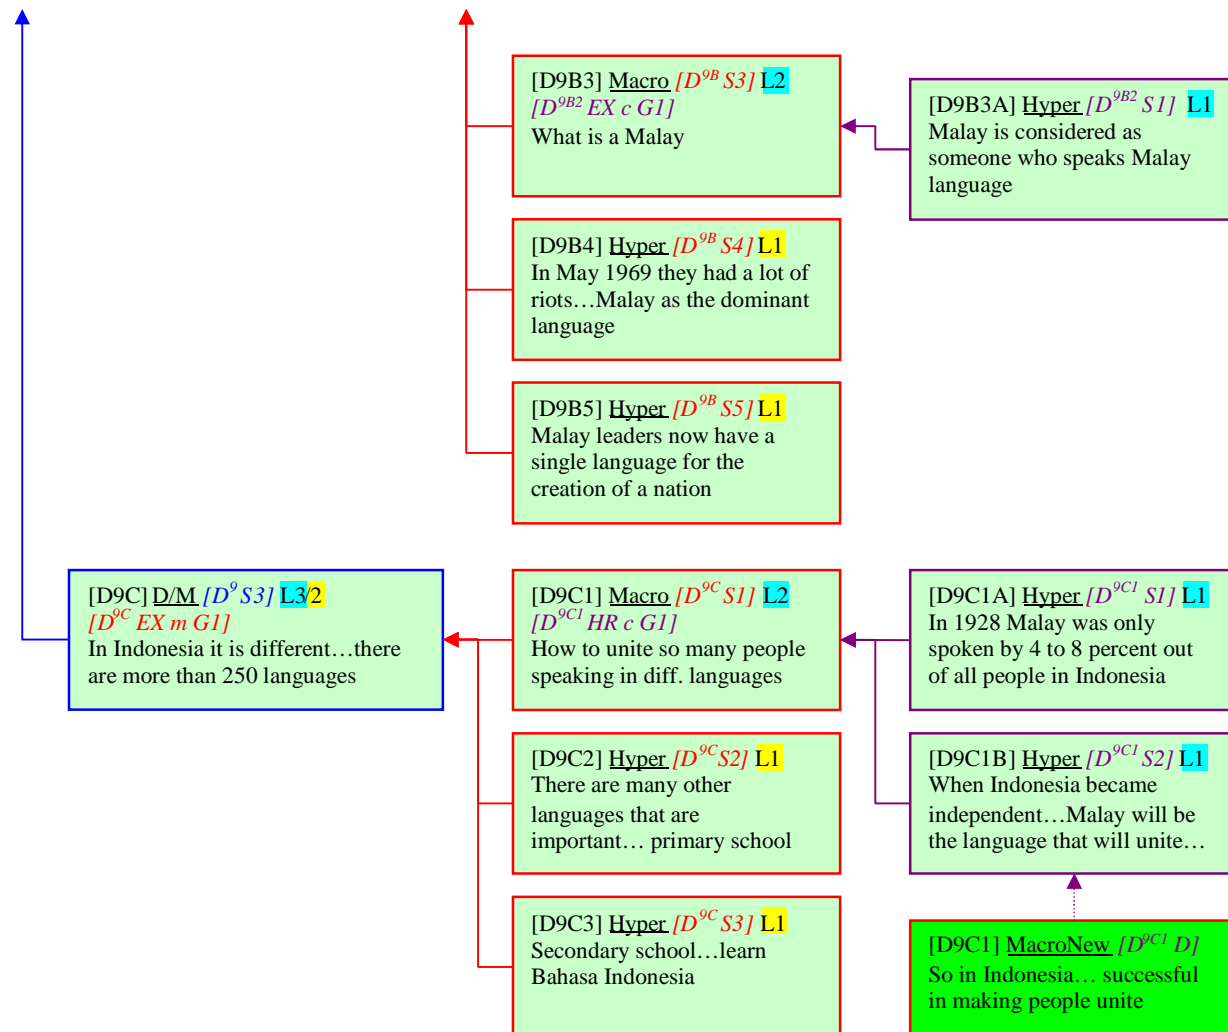 [D9B3] Macro [D9B S3] L2
[D9B2 EX c G1]
What is a Malay
[D9B3A] Hyper [D9B2 S1] L1
Malay is considered as
someone who speaks Malay
language
[D9B4] Hyper [D9B S4] L1
In May 1969 they had a lot of
riots…Malay as the dominant
language
[D9B5] Hyper [D9B S5] L1
Malay leaders now have a
single language for the
creation of a nation
[D9C] D/M [D9 S3] L3/2
[D9C EX m G1]
In Indonesia it is different…there
are more than 250 languages
[D9C1] Macro [D9C S1] L2
[D9C1 HR c G1]
How to unite so many people
speaking in diff. languages
[D9C1A] Hyper [D9C1 S1] L1
In 1928 Malay was only
spoken by 4 to 8 percent out
of all people in Indonesia
[D9C2] Hyper [D9C S2] L1
There are many other
languages that are
important… primary school
[D9C1B] Hyper [D9C1 S2] L1
When Indonesia became
independent…Malay will be
the language that will unite…
[D9C3] Hyper [D9C S3] L1
Secondary school…learn
Bahasa Indonesia
[D9C1] MacroNew [D9C1 D]
So in Indonesia… successful
in making people unite